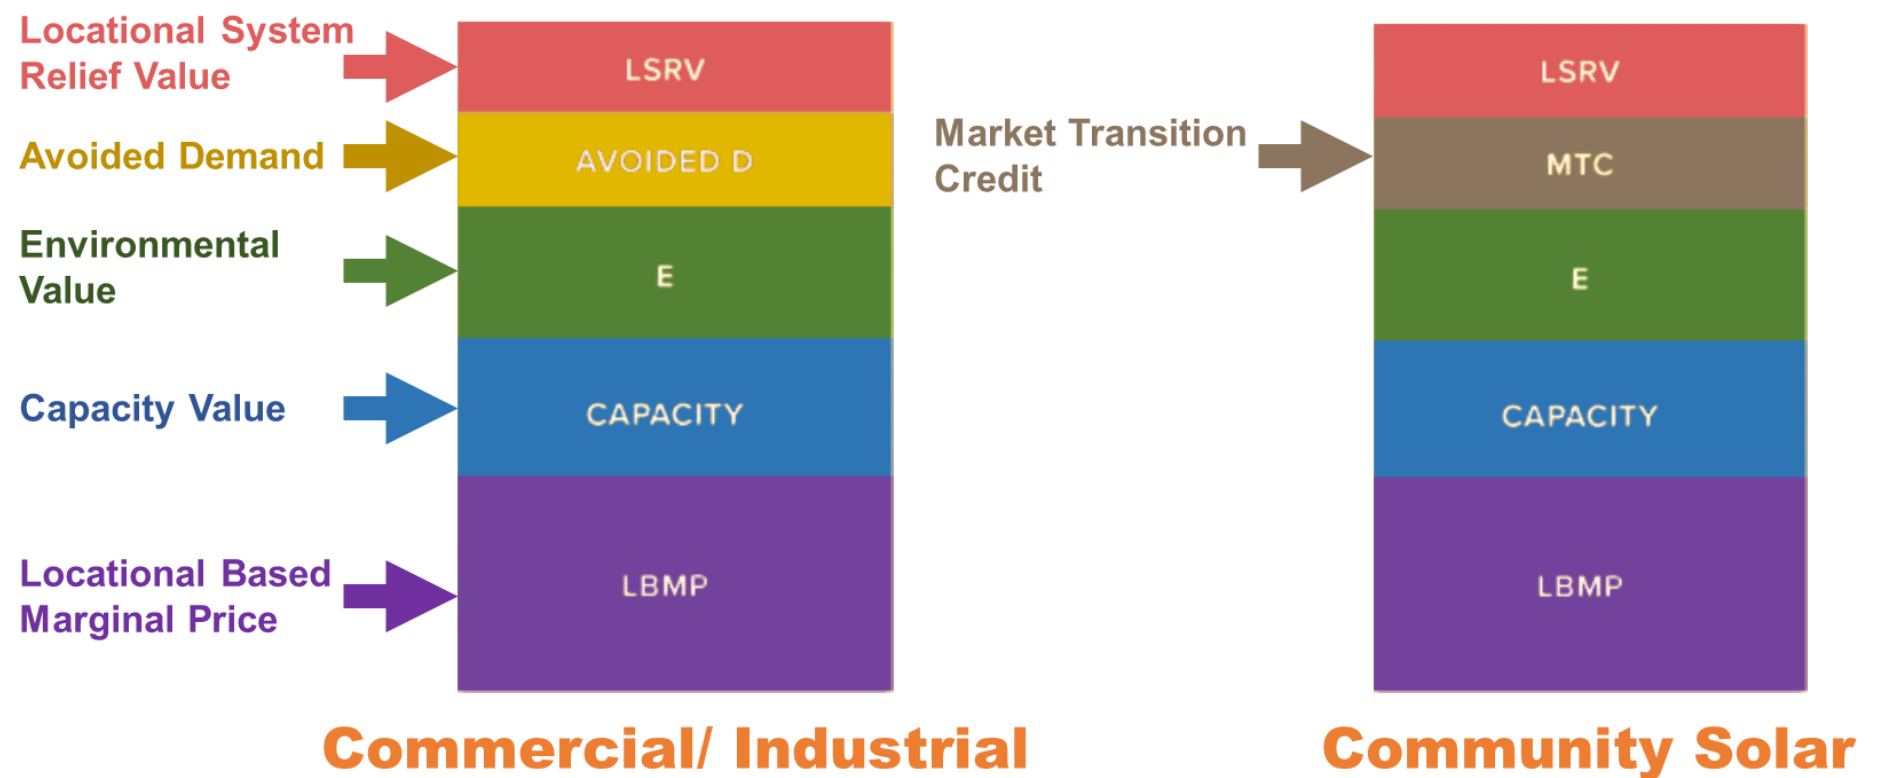 Locational System
Relief Value
LSRV
LSRV
Avoided Demand
AVOIDED D
Market Transition
Credit
MTC
Environmental
Value
E
E
Capacity Value
CAPACITY
CAPACITY
Locational Based
Marginal Price
LBMP
LBMP
Commercial/ Industrial
Community Solar